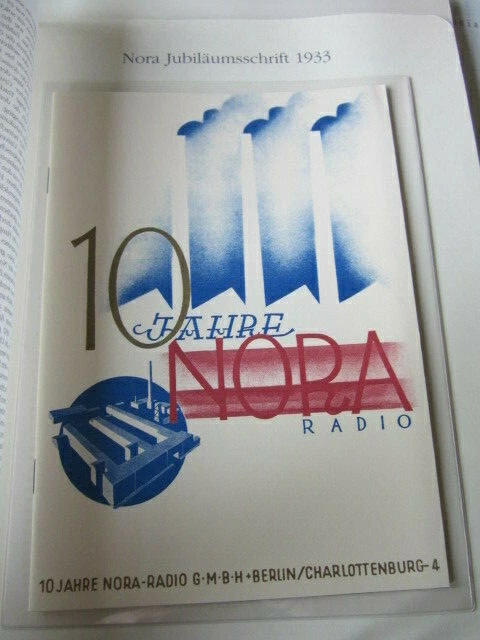 Nora Jubiläumsschrift 1933
10
JAHRE
NORA
RADIO
10 JAHRE NORA-RADIO G·M·B·H + BERLIN/CHARLOTTENBURG-4